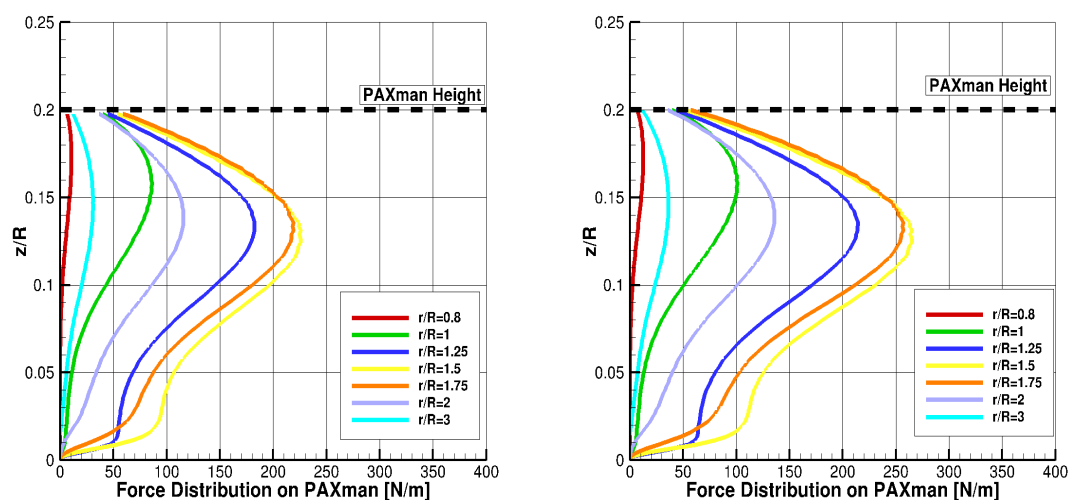 0.25
0.2
0.15
0.1
0.05
0
z/R
PAXman Height
r/R=0.8
r/R=1
r/R=1.25
r/R=1.5
r/R=1.75
r/R=2
r/R=3
0 50 100 150 200 250 300 350 400
Force Distribution on PAXman [N/m]
0.25
0.2
0.15
0.1
0.05
0
z/R
PAXman Height
r/R=0.8
r/R=1
r/R=1.25
r/R=1.5
r/R=1.75
r/R=2
r/R=3
0 50 100 150 200 250 300 350 400
Force Distribution on PAXman [N/m]